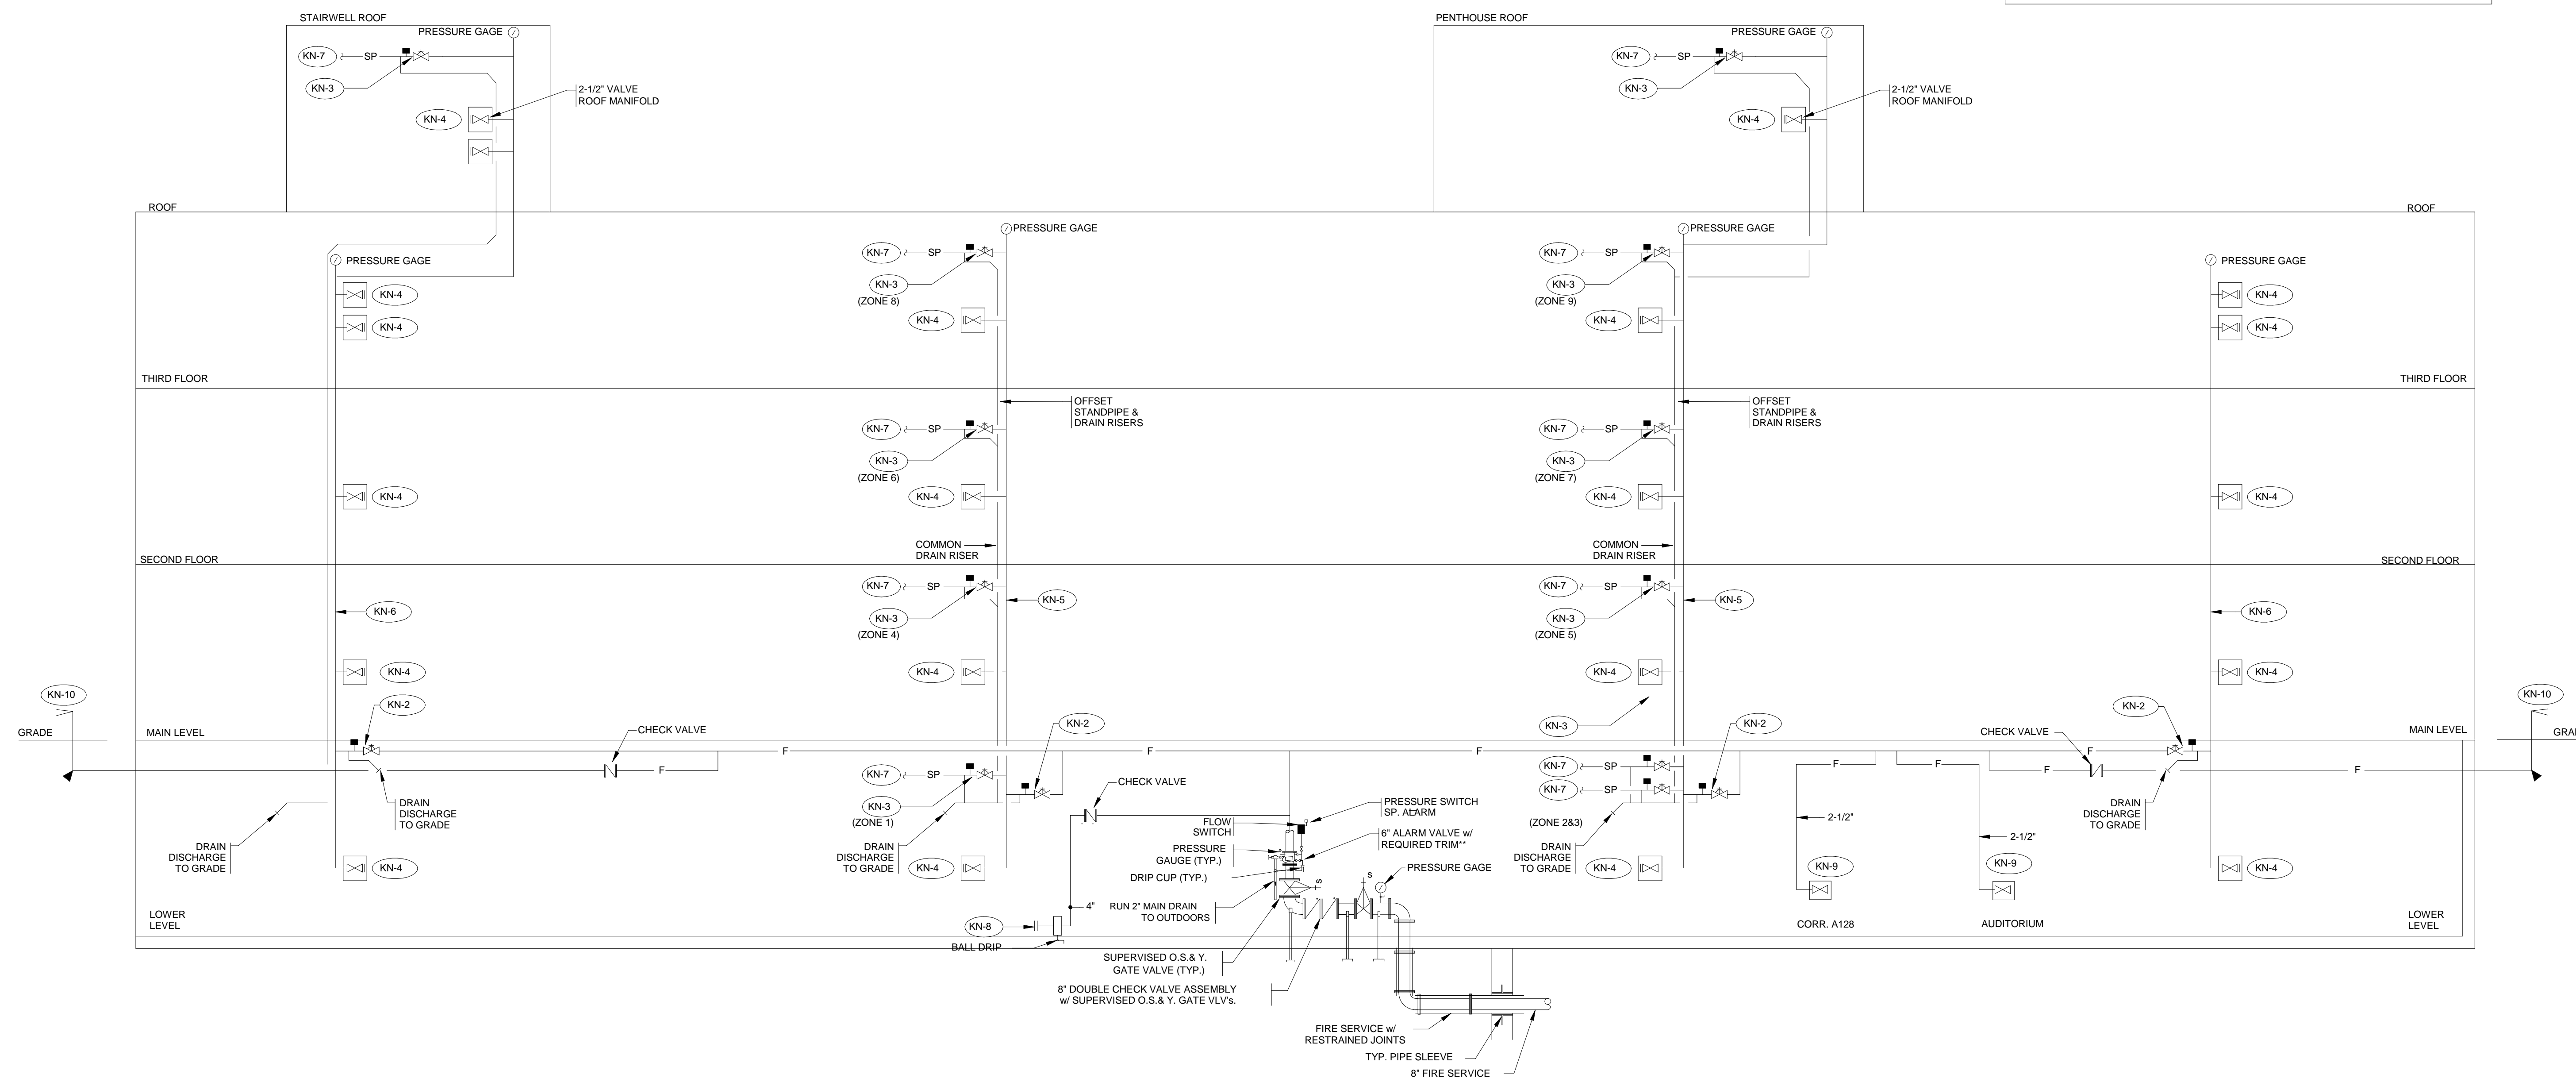 STAIRWELL ROOF
PRESSURE GAGE
KN-7
SP
KN-3
KN-4
2-1/2" VALVE
ROOF MANIFOLD
PENTHOUSE ROOF
PRESSURE GAGE
KN-7
SP
KN-3
KN-4
2-1/2" VALVE
ROOF MANIFOLD
ROOF
ROOF
PRESSURE GAGE
KN-4
KN-4
KN-7
SP
PRESSURE GAGE
KN-3
(ZONE 8)
KN-4
KN-7
SP
PRESSURE GAGE
KN-3
(ZONE 9)
KN-4
PRESSURE GAGE
KN-4
KN-4
THIRD FLOOR
THIRD FLOOR
OFFSET
STANDPIPE &
DRAIN RISERS
OFFSET
STANDPIPE &
DRAIN RISERS
KN-4
KN-7
SP
KN-3
(ZONE 6)
KN-4
COMMON
DRAIN RISER
KN-7
SP
KN-3
(ZONE 7)
KN-4
COMMON
DRAIN RISER
KN-4
SECOND FLOOR
SECOND FLOOR
KN-6
KN-4
KN-2
KN-7
SP
KN-5
KN-3
(ZONE 4)
KN-4
KN-2
KN-7
SP
KN-5
KN-3
(ZONE 5)
KN-4
KN-3
KN-2
KN-6
KN-4
KN-2
KN-10
GRADE
MAIN LEVEL
CHECK VALVE
F
F
F
F
CHECK VALVE
F
F
F
F
F
MAIN LEVEL
KN-10
GRA
DRAIN
DISCHARGE
TO GRADE
DRAIN
DISCHARGE
TO GRADE
KN-4
KN-7
SP
KN-3
(ZONE 1)
DRAIN
DISCHARGE
TO GRADE
KN-4
CHECK VALVE
4"
KN-8
BALL DRIP
FLOW
SWITCH
PRESSURE
GAUGE (TYP.)
DRIP CUP (TYP.)
RUN 2" MAIN DRAIN
TO OUTDOORS
PRESSURE SWITCH
SP. ALARM
6" ALARM VALVE w/
REQUIRED TRIM**
PRESSURE GAGE
S
S
KN-7
SP
KN-7
SP
(ZONE 2&3)
DRAIN
DISCHARGE
TO GRADE
KN-4
2-1/2"
KN-9
CORR. A128
2-1/2"
KN-9
AUDITORIUM
DRAIN
DISCHARGE
TO GRADE
KN-4
LOWER
LEVEL
LOWER
LEVEL
SUPERVISED O.S.& Y.
GATE VALVE (TYP.)
8" DOUBLE CHECK VALVE ASSEMBLY
w/ SUPERVISED O.S.& Y. GATE VLV's.
FIRE SERVICE w/
RESTRAINED JOINTS
TYP. PIPE SLEEVE
8" FIRE SERVICE